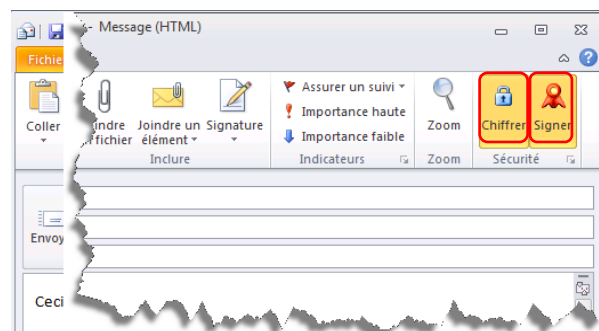 - Message (HTML)
Fichie
Coller
indre
fichier
Joindre un
élément
Signature
Assurer un suivi
Importance haute
Importance faible
Zoom
Chiffrer
Signer
Inclure
Indicateurs
Zoom
Sécurité
Envoy
Ceci